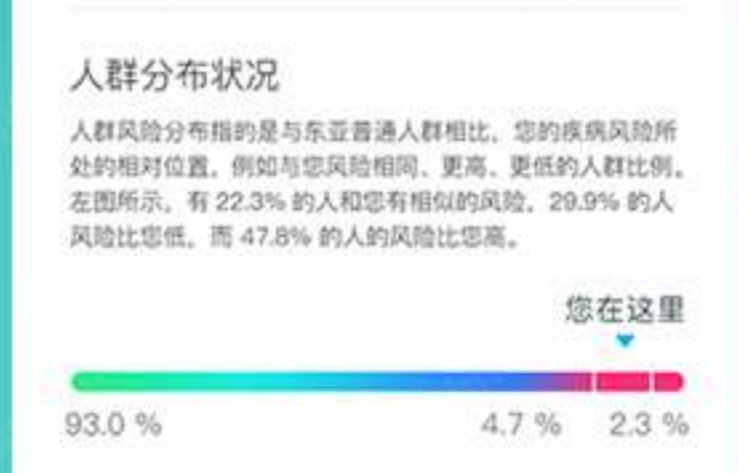 人群分布状况
人群风险分布指的是与东亚普通人群相比，您的疾病风险所
处的相对位置，例如与您风险相同、更高、更低的人群比例。
左图所示，有 22.3% 的人和您有相似的风险，29.9% 的人
风险比您低，而 47.8% 的人的风险比您高。
您在这里
93.0 % 4.7 % 2.3 %